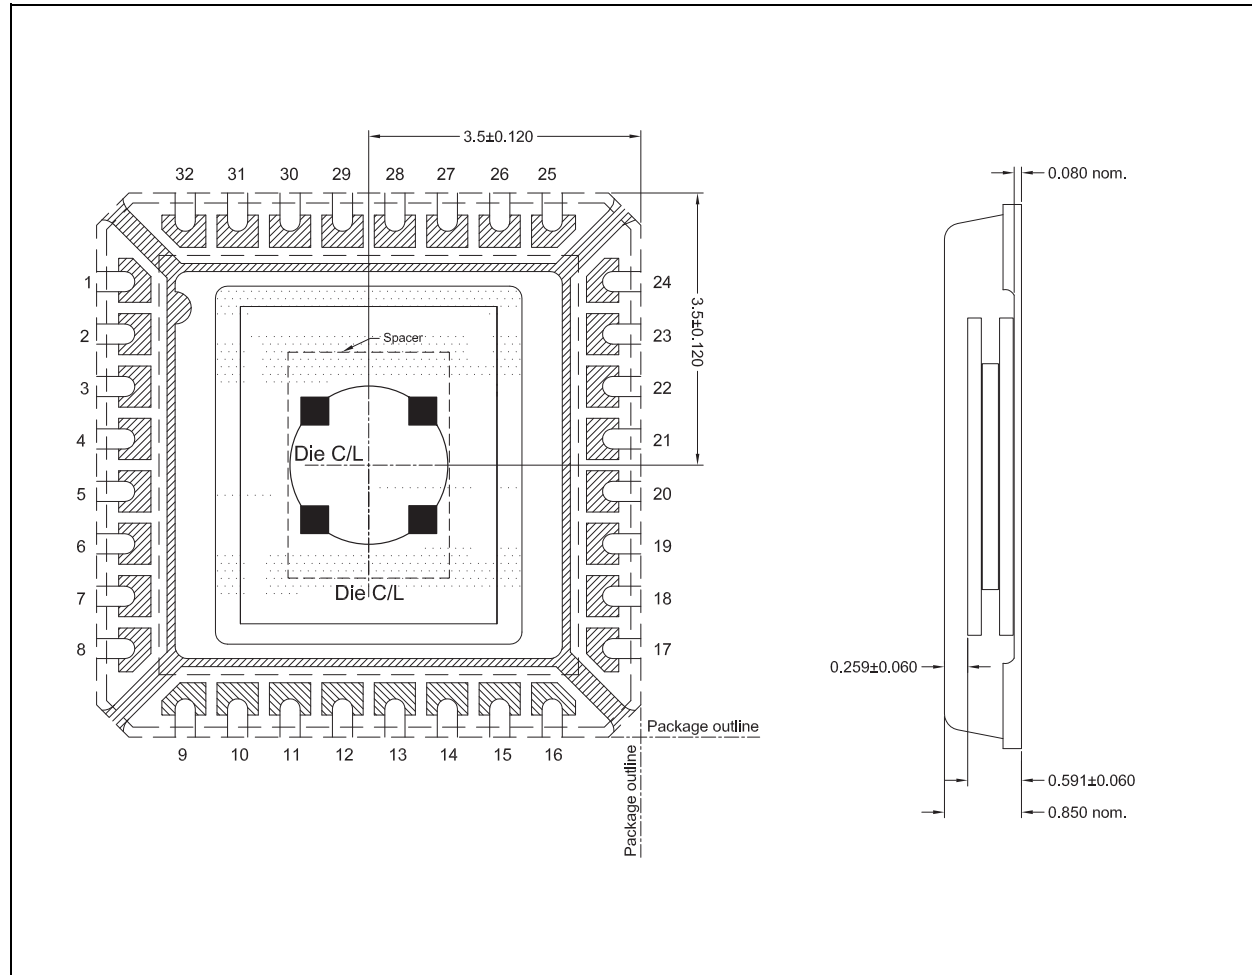 3.5±0.120
32 31 30 29 28 27 26 25
0.080 nom.
1
2
3
4
5
6
7
8
24
23
22
21
20
19
18
17
3.5±0.120
Spacer
Die C/L
Die C/L
9 10 11 12 13 14 15 16
Package outline
Package outline
0.259±0.060
0.591±0.060
0.850 nom.